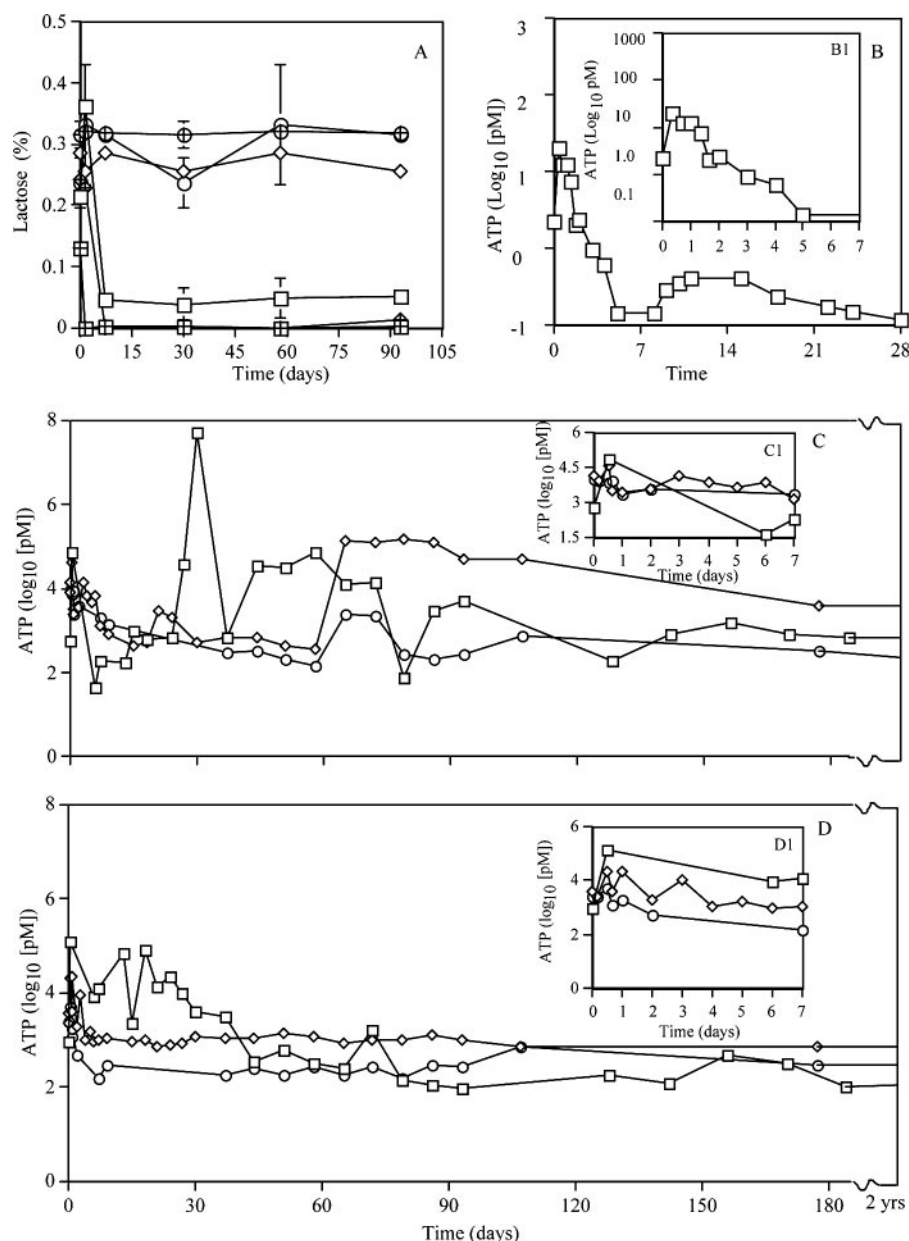 A
0.5
0.4
0.3
0.2
0.1
0
Lactose (%)
0 15 30 45 60 75 90 105
Time (days)
B
3
2
1
0
-1
ATP (Log10 [pM])
0 7 14 21 28
Time
B1
1000
100
10
1.0
0.1
ATP (Log10 pM)
0 1 2 3 4 5 6 7
C
8
6
4
2
0
ATP (log10 [pM])
C1
6
4.5
3
1.5
ATP (log10 [pM])
0 1 2 3 4 5 6 7
Time (days)
D
8
6
4
2
0
ATP (log10 [pM])
D1
6
4
2
0
ATP (log10 [pM])
0 1 2 3 4 5 6 7
Time (days)
0 30 60 90 120 150 180 2 yrs
Time (days)